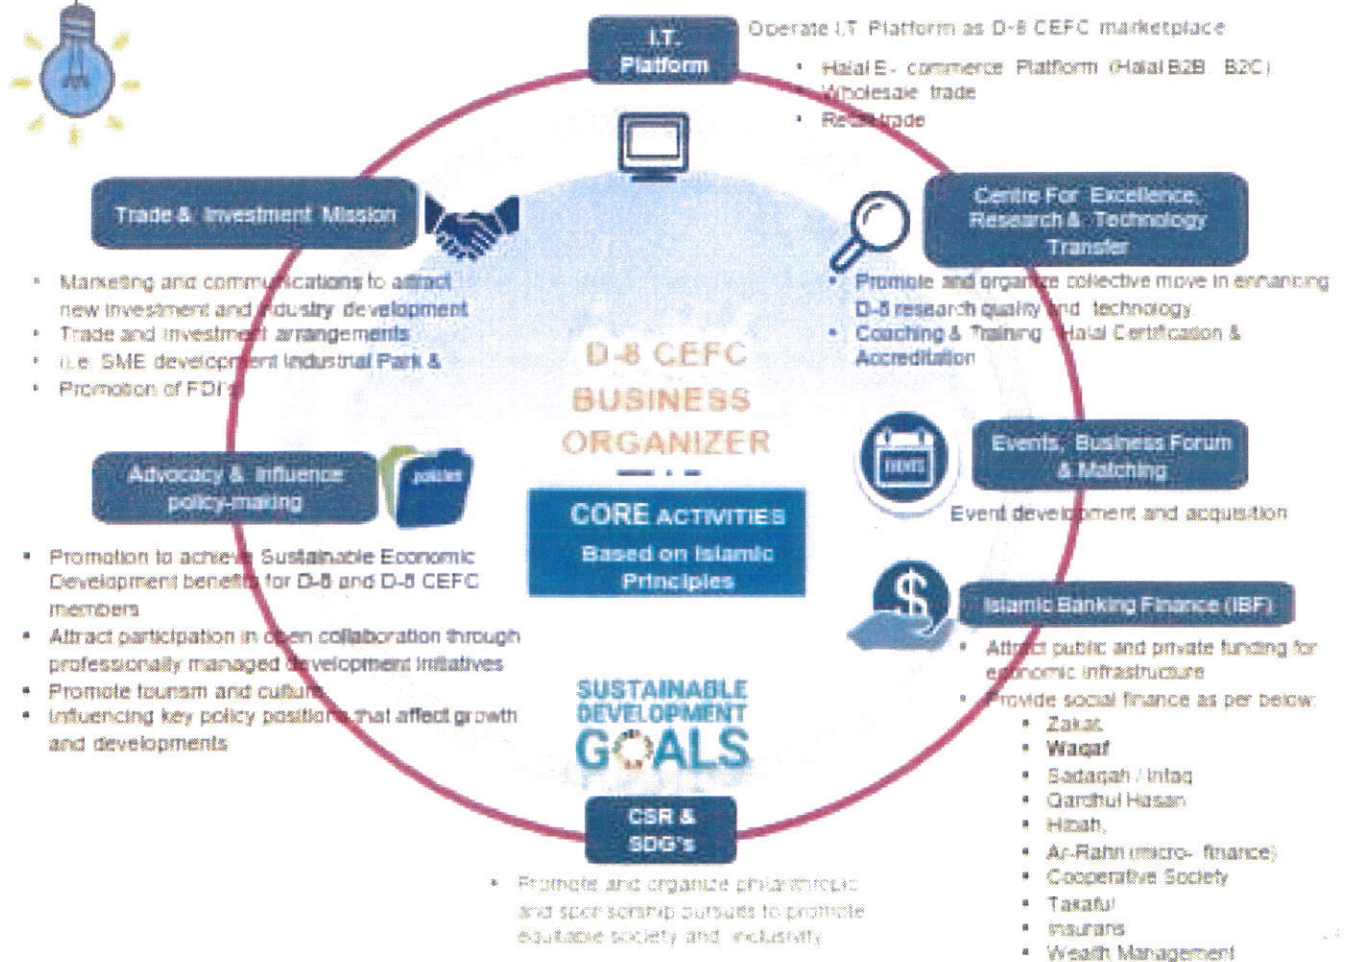 I.T.
Platform
Operate I.T. Platform as D-8 CEFC marketplace
• Halal E- commerce Platform (Halal B2B B2C)
• Wholesale trade
• Retail trade
Trade & Investment Mission
• Marketing and communications to attract
new investment and industry development
• Trade and investment arrangements
• i.e. SME development Industrial Park &
• Promotion of FDI's
Centre For Excellence,
Research & Technology
Transfer
• Promote and organize collective move in enhancing
D-8 research quality and technology
• Coaching & Training Halal Certification &
Accreditation
D-8 CEFC
BUSINESS
ORGANIZER
CORE ACTIVITIES
Based on Islamic
Principles
Advocacy & Influence
policy-making
policies
▪ Promotion to achieve Sustainable Economic
Development benefits for D-8 and D-8 CEFC
members
▪ Attract participation in open collaboration through
professionally managed development initiatives
▪ Promote tourism and culture
▪ Influencing key policy positions that affect growth
and developments
EVENTS
Events, Business Forum
& Matching
Event development and acquisition
Islamic Banking Finance (IBF)
▪ Attract public and private funding for
economic infrastructure
▪ Provide social finance as per below:
▪ Zakat,
▪ Waqaf
▪ Sadaqah / Infaq
▪ Qardhul Hasan
▪ Hibah,
▪ Ar-Rahn (micro- finance)
▪ Cooperative Society
▪ Takaful
▪ Insurans
▪ Wealth Management
SUSTAINABLE
DEVELOPMENT
GOALS
CSR &
SDG's
• Promote and organize philanthropic
and sponsorship pursues to promote
equitable society and inclusivity